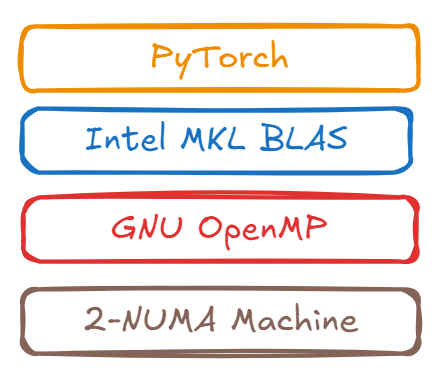 PyTorch
Intel MKL BLAS
GNU OpenMP
2-NUMA Machine